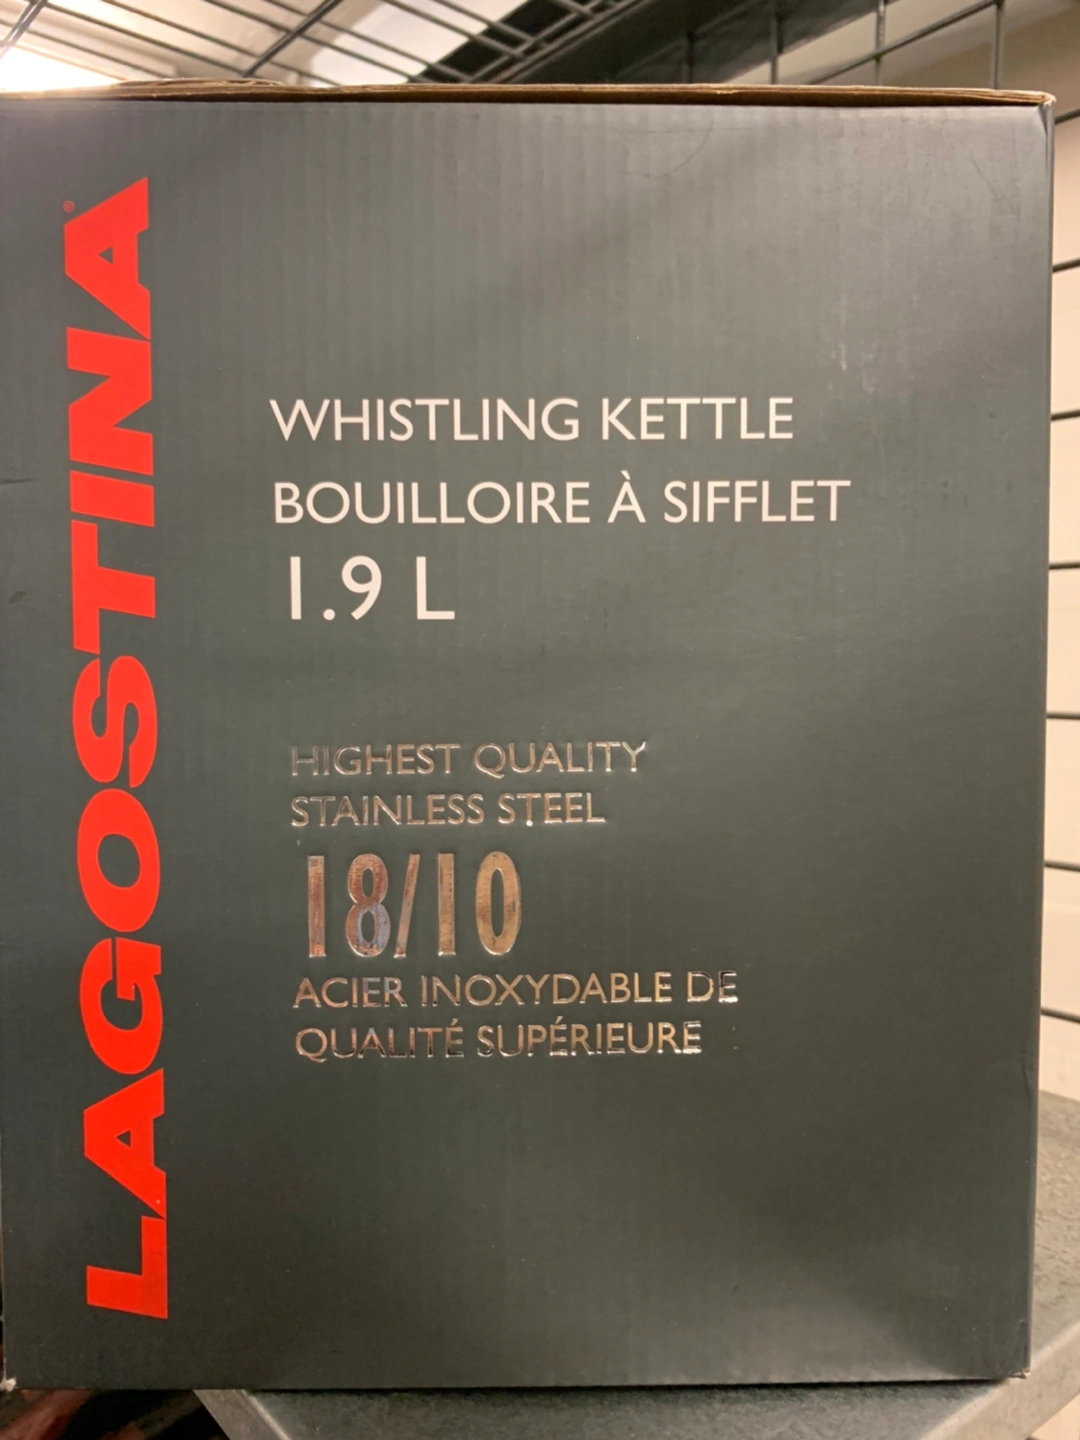 LAGOSTINA®
WHISTLING KETTLE
BOUILLOIRE À SIFFLET
1.9 L
HIGHEST QUALITY
STAINLESS STEEL
18/10
ACIER INOXYDABLE DE
QUALITÉ SUPÉRIEURE